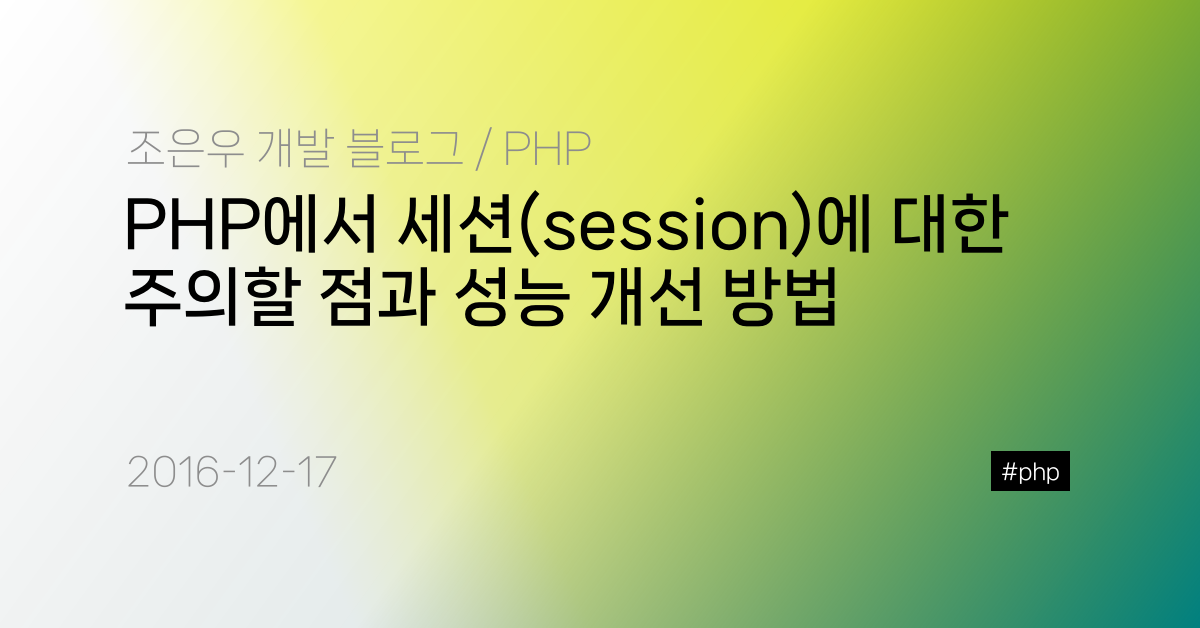 조은우 개발 블로그 / PHP
PHP에서 세션(session)에 대한
주의할 점과 성능 개선 방법
2016-12-17
#php